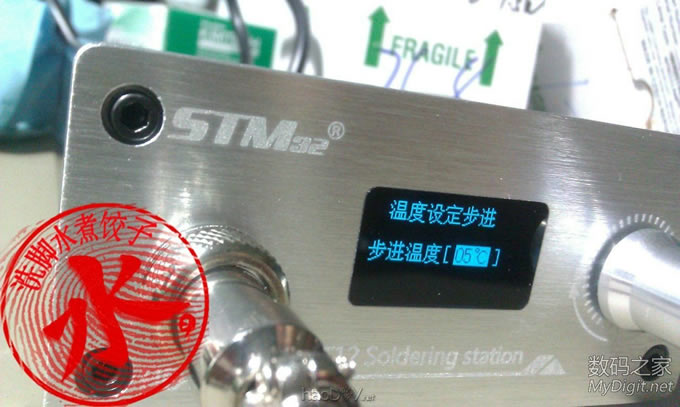 FRAGILE
STM32®
温度设定步进
步进温度[05℃]
洗脚水煮饺子
水
Soldering station
数码之家
MyDigit.net